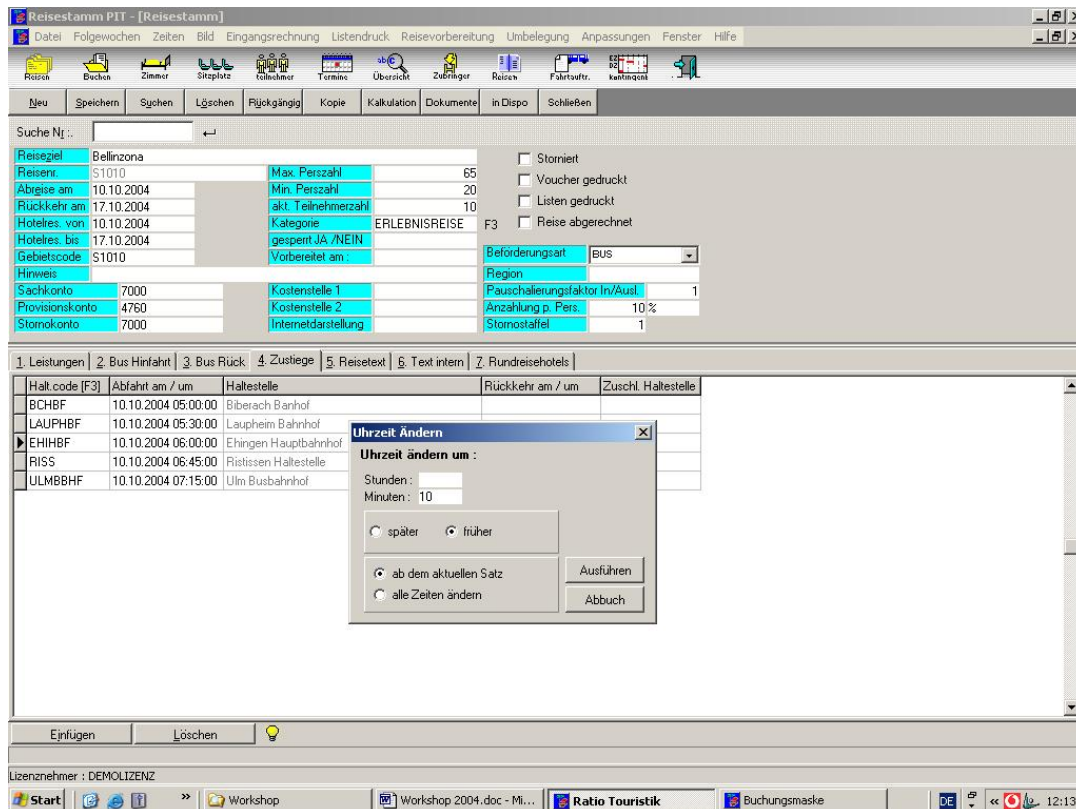 Reisestamm PIT - [Reisestamm]
Datei Folgewochen Zeiten Bild Eingangsrechnung Listendruck Reisevorbereitung Umbelegung Anpassungen Fenster Hilfe
Reisen Buchen Zimmer Sitzplatz teilnehmer Termine Übersicht Zubringer Reisen Fahrtauftr. kontingent
Neu Speichern Suchen Löschen Rückgängig Kopie Kalkulation Dokumente in Dispo Schließen
Suche Nr :.
Reiseziel Bellinzona Storniert
Reisenr. S1010 Max. Perszahl 65 Voucher gedruckt
Abreise am 10.10.2004 Min. Perszahl 20 Listen gedruckt
Rückkehr am 17.10.2004 akt. Teilnehmerzahl 10
Hotelres. von 10.10.2004 Kategorie ERLEBNISREISE F3 Reise abgerechnet
Hotelres. bis 17.10.2004 gesperrt JA /NEIN
Gebietscode S1010 Vorbereitet am : Beförderungsart BUS
Hinweis Region
Sachkonto 7000 Kostenstelle 1 Pauschalierungsfaktor In/Ausl. 1
Provisionskonto 4760 Kostenstelle 2 Anzahlung p. Pers. 10 %
Stornokonto 7000 Internetdarstellung Stornostaffel 1
1. Leistungen 2. Bus Hinfahrt 3. Bus Rück 4. Zustiege 5. Reisetext 6. Text intern 7. Rundreisehotels
Halt.code [F3] Abfahrt am / um Haltestelle Rückkehr am / um Zuschl. Haltestelle
BCHBF 10.10.2004 05:00:00 Biberach Banhof
LAUPHBF 10.10.2004 05:30:00 Laupheim Bahnhof
EHIHBF 10.10.2004 06:00:00 Ehingen Hauptbahnhof
RISS 10.10.2004 06:45:00 Ristissen Haltestelle
ULMBBHF 10.10.2004 07:15:00 Ulm Busbahnhof
Uhrzeit Ändern
Uhrzeit ändern um :
Stunden :
Minuten : 10
später früher
ab dem aktuellen Satz
alle Zeiten ändern
Ausführen
Abbuch
Einfügen Löschen
Lizenznehmer : DEMOLIZENZ
Start » Workshop Workshop 2004.doc - Mi... Ratio Touristik Buchungsmaske DE « 12:13